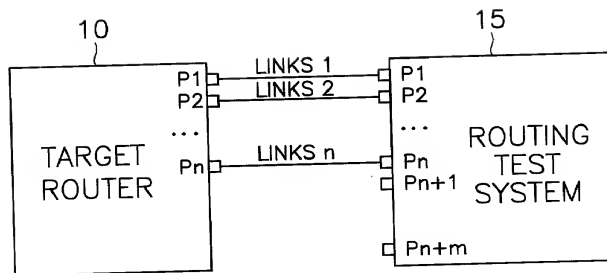 10
15
P1
LINKS 1
P1
P2
LINKS 2
P2
...
...
TARGET
ROUTER
Pn
LINKS n
Pn
ROUTING
TEST
SYSTEM
Pn+1
Pn+m